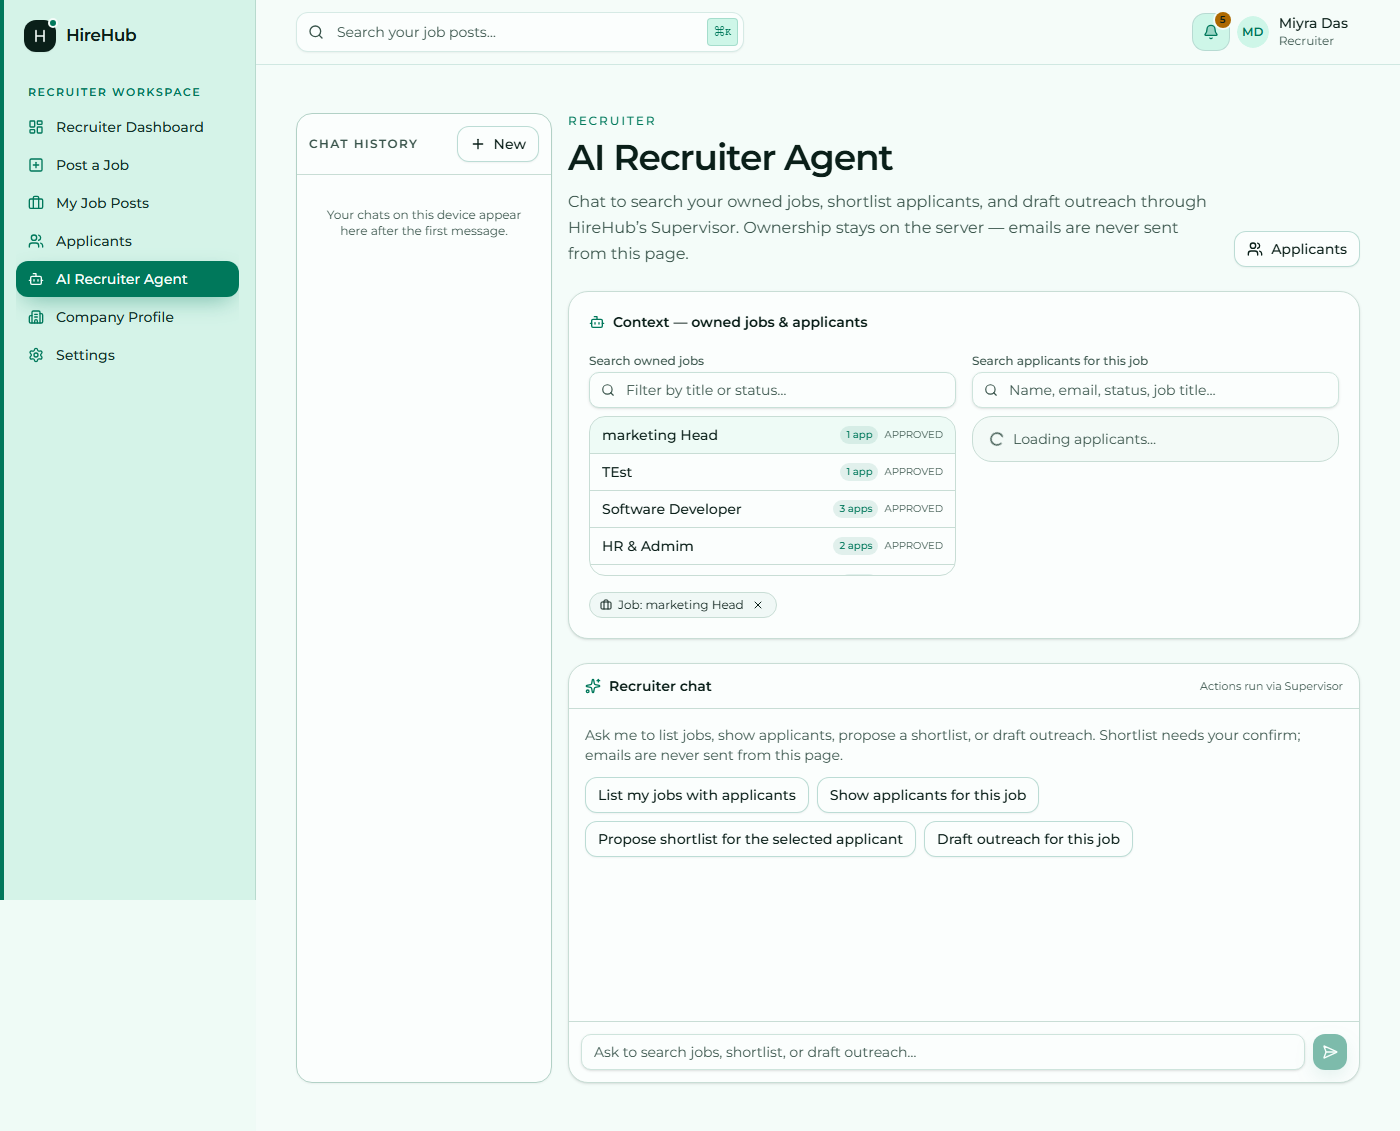 H
HireHub
RECRUITER WORKSPACE
Recruiter Dashboard
Post a Job
My Job Posts
Applicants
AI Recruiter Agent
Company Profile
Settings
Search your job posts...
⌘K
5
MD
Miyra Das
Recruiter
CHAT HISTORY
New
Your chats on this device appear
here after the first message.
RECRUITER
AI Recruiter Agent
Chat to search your owned jobs, shortlist applicants, and draft outreach through
HireHub’s Supervisor. Ownership stays on the server — emails are never sent
from this page.
Applicants
Context — owned jobs & applicants
Search owned jobs
Filter by title or status...
marketing Head 1 app APPROVED
TEst 1 app APPROVED
Software Developer 3 apps APPROVED
HR & Admim 2 apps APPROVED
Job: marketing Head
Search applicants for this job
Name, email, status, job title...
Loading applicants...
Recruiter chat
Actions run via Supervisor
Ask me to list jobs, show applicants, propose a shortlist, or draft outreach. Shortlist needs your confirm;
emails are never sent from this page.
List my jobs with applicants
Show applicants for this job
Propose shortlist for the selected applicant
Draft outreach for this job
Ask to search jobs, shortlist, or draft outreach...